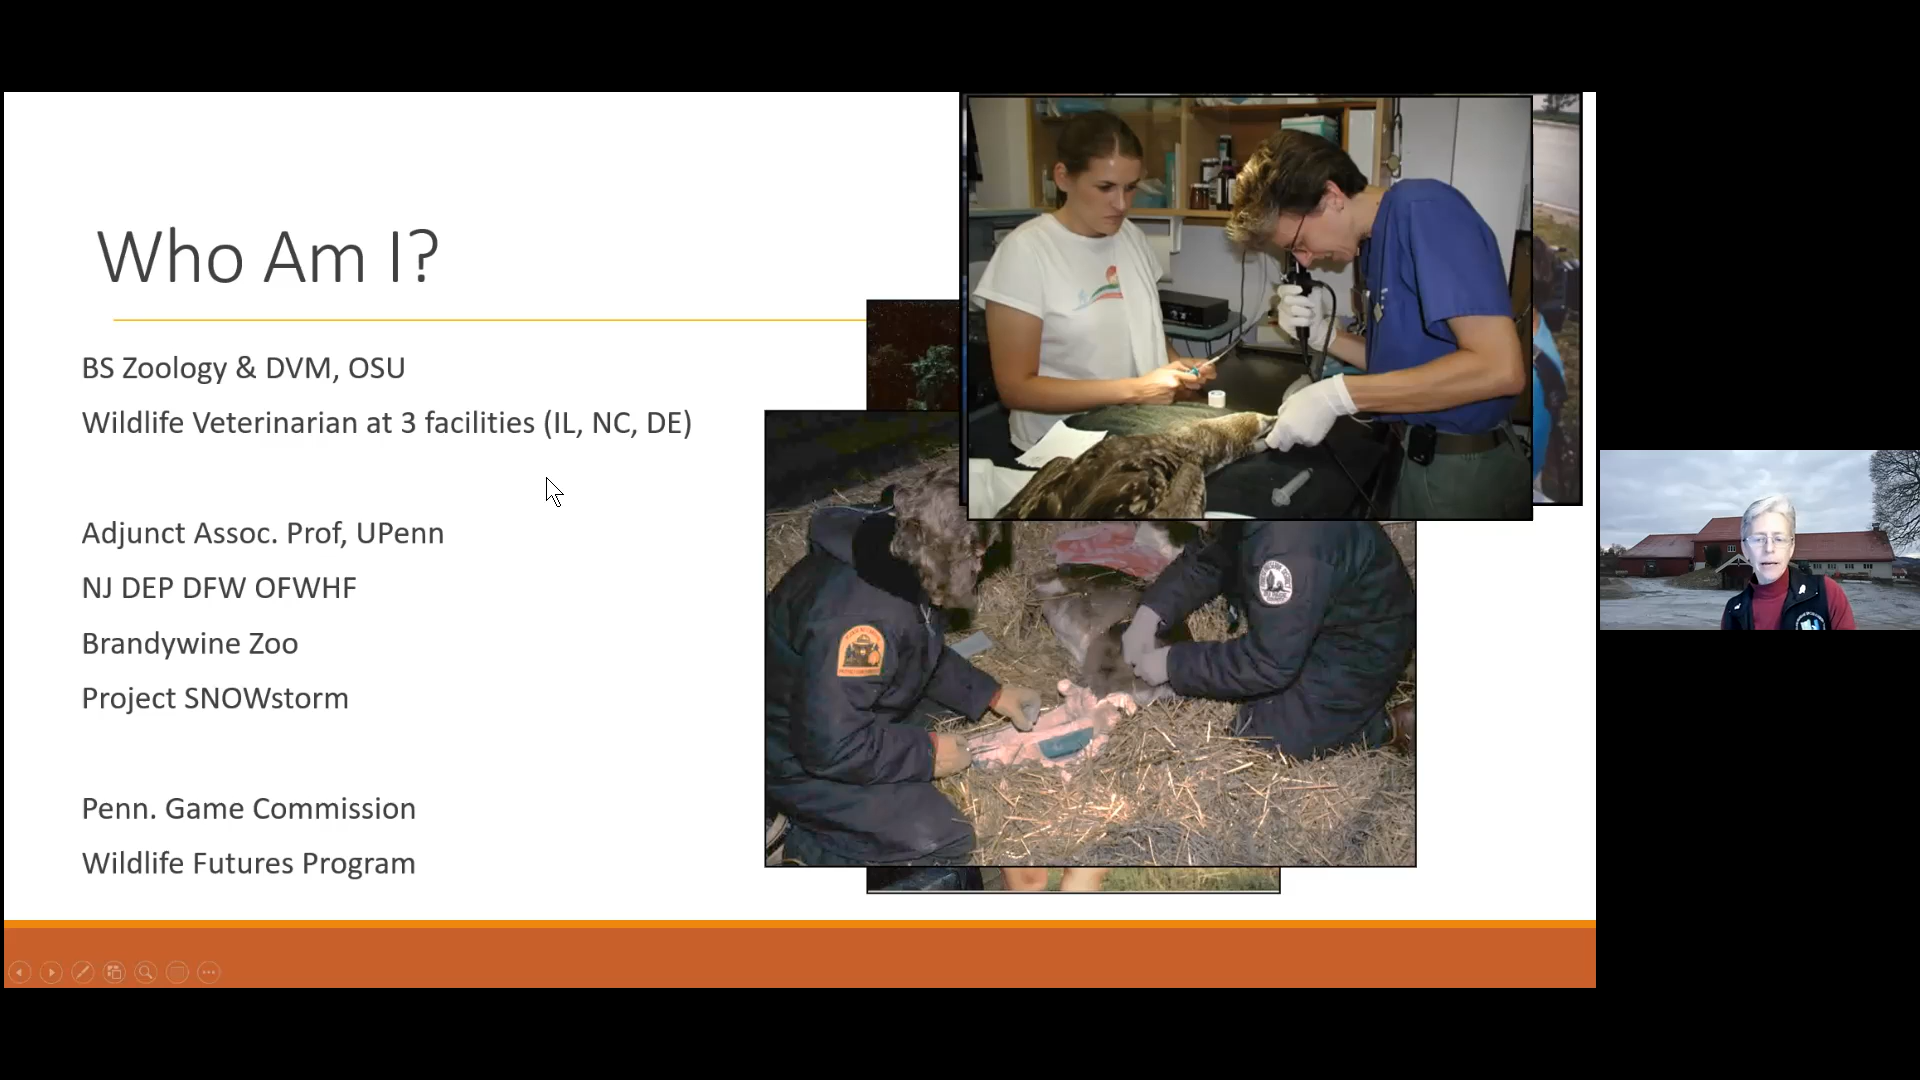 Who Am I?
BS Zoology & DVM, OSU
Wildlife Veterinarian at 3 facilities (IL, NC, DE)
Adjunct Assoc. Prof, UPenn
NJ DEP DFW OFWHF
Brandywine Zoo
Project SNOWstorm
Penn. Game Commission
Wildlife Futures Program